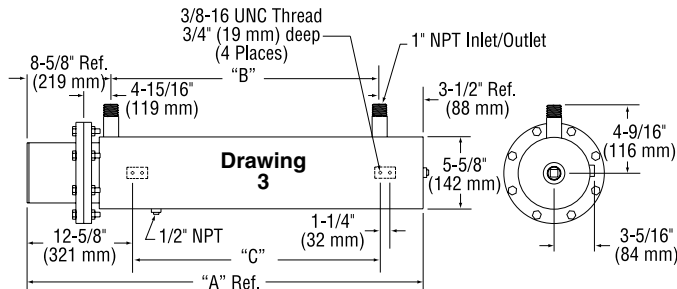 3/8-16 UNC Thread
3/4" (19 mm) deep
(4 Places)
1" NPT Inlet/Outlet
8-5/8" Ref.
(219 mm)
"B"
4-15/16"
(119 mm)
3-1/2" Ref.
(88 mm)
4-9/16"
(116 mm)
Drawing
3
5-5/8"
(142 mm)
12-5/8"
(321 mm)
1/2" NPT
1-1/4"
(32 mm)
"C"
3-5/16"
(84 mm)
"A" Ref.